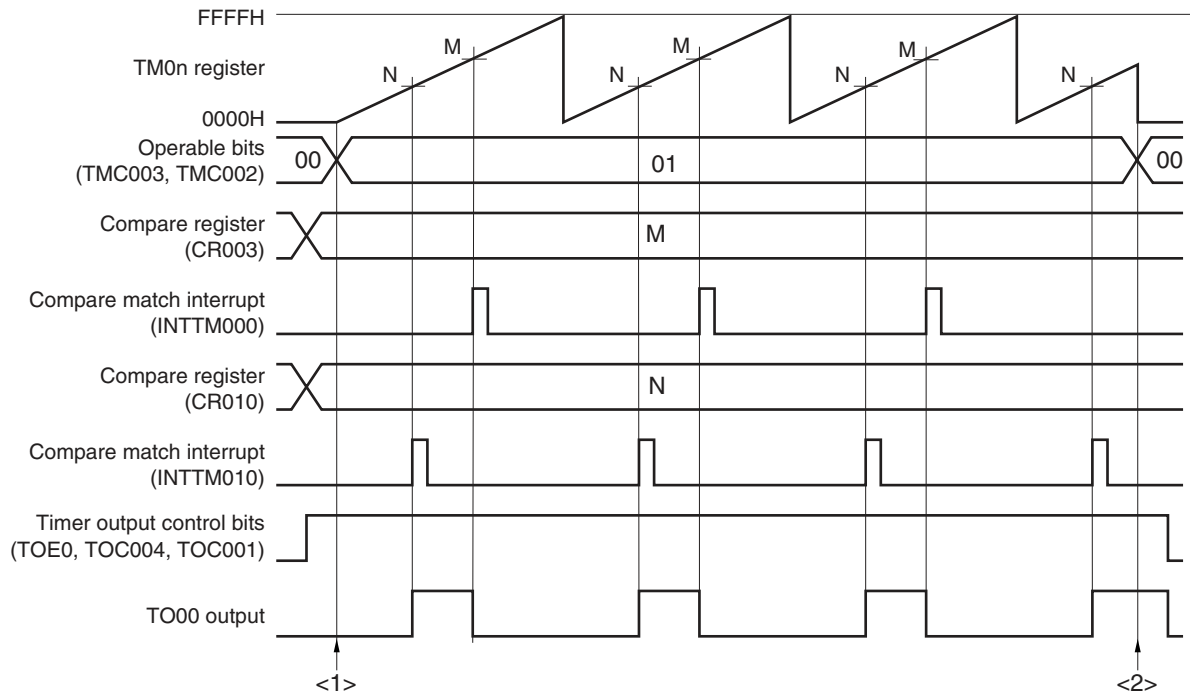 FFFFH
TM0n register
M M M
N N N N
0000H
Operable bits
(TMC003, TMC002)
00 01 00
Compare register
(CR003)
M
Compare match interrupt
(INTTM000)
Compare register
(CR010)
N
Compare match interrupt
(INTTM010)
Timer output control bits
(TOE0, TOC004, TOC001)
TO00 output
<1> <2>